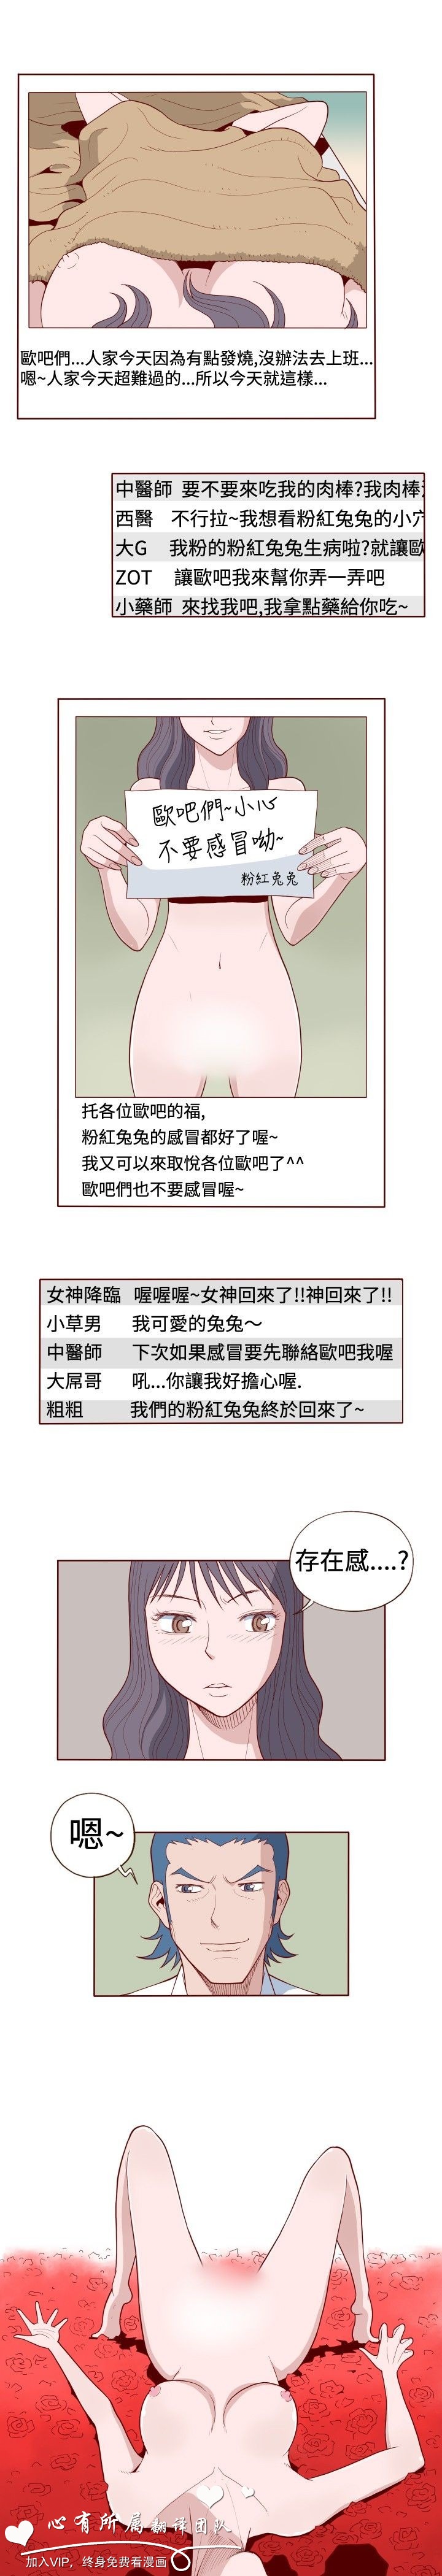 歐吧們...人家今天因為有點發燒,沒辦法去上班...
嗯~人家今天超難過的...所以今天就這樣...
中醫師 要不要來吃我的肉棒?我肉棒
西醫 不行拉~我想看粉紅兔兔的小穴
大G 我粉的粉紅兔兔生病啦?就讓歐
ZOT 讓歐吧我來幫你弄一弄吧
小藥師 來找我吧,我拿點藥給你吃~
歐吧們~小心
不要感冒呦~
粉紅兔兔
托各位歐吧的福,
粉紅兔兔的感冒都好了喔~
我又可以來取悅各位歐吧了^^
歐吧們也不要感冒喔~
女神降臨 喔喔喔~女神回來了!!神回來了!!
小草男 我可愛的兔兔～
中醫師 下次如果感冒要先聯絡歐吧我喔
大屌哥 吼...你讓我好擔心喔.
粗粗 我們的粉紅兔兔終於回來了~
存在感....?
嗯~
心有所屬翻译团队
加入VIP，终身免费看漫画